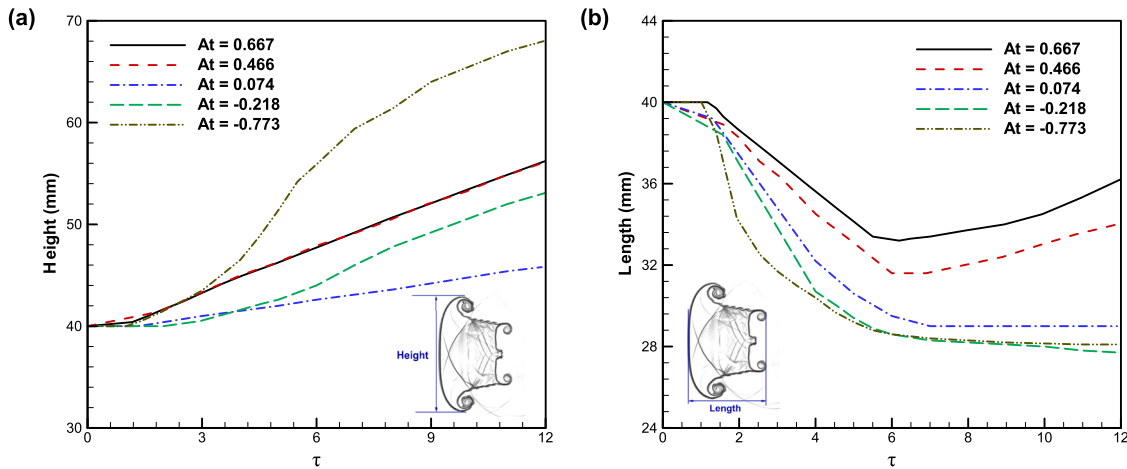 (a)
70
60
50
40
30
Height (mm)
At = 0.667
At = 0.466
At = 0.074
At = -0.218
At = -0.773
Height
0 3 6 9 12
τ
(b)
44
40
36
32
28
24
Length (mm)
At = 0.667
At = 0.466
At = 0.074
At = -0.218
At = -0.773
Length
0 2 4 6 8 10 12
τ